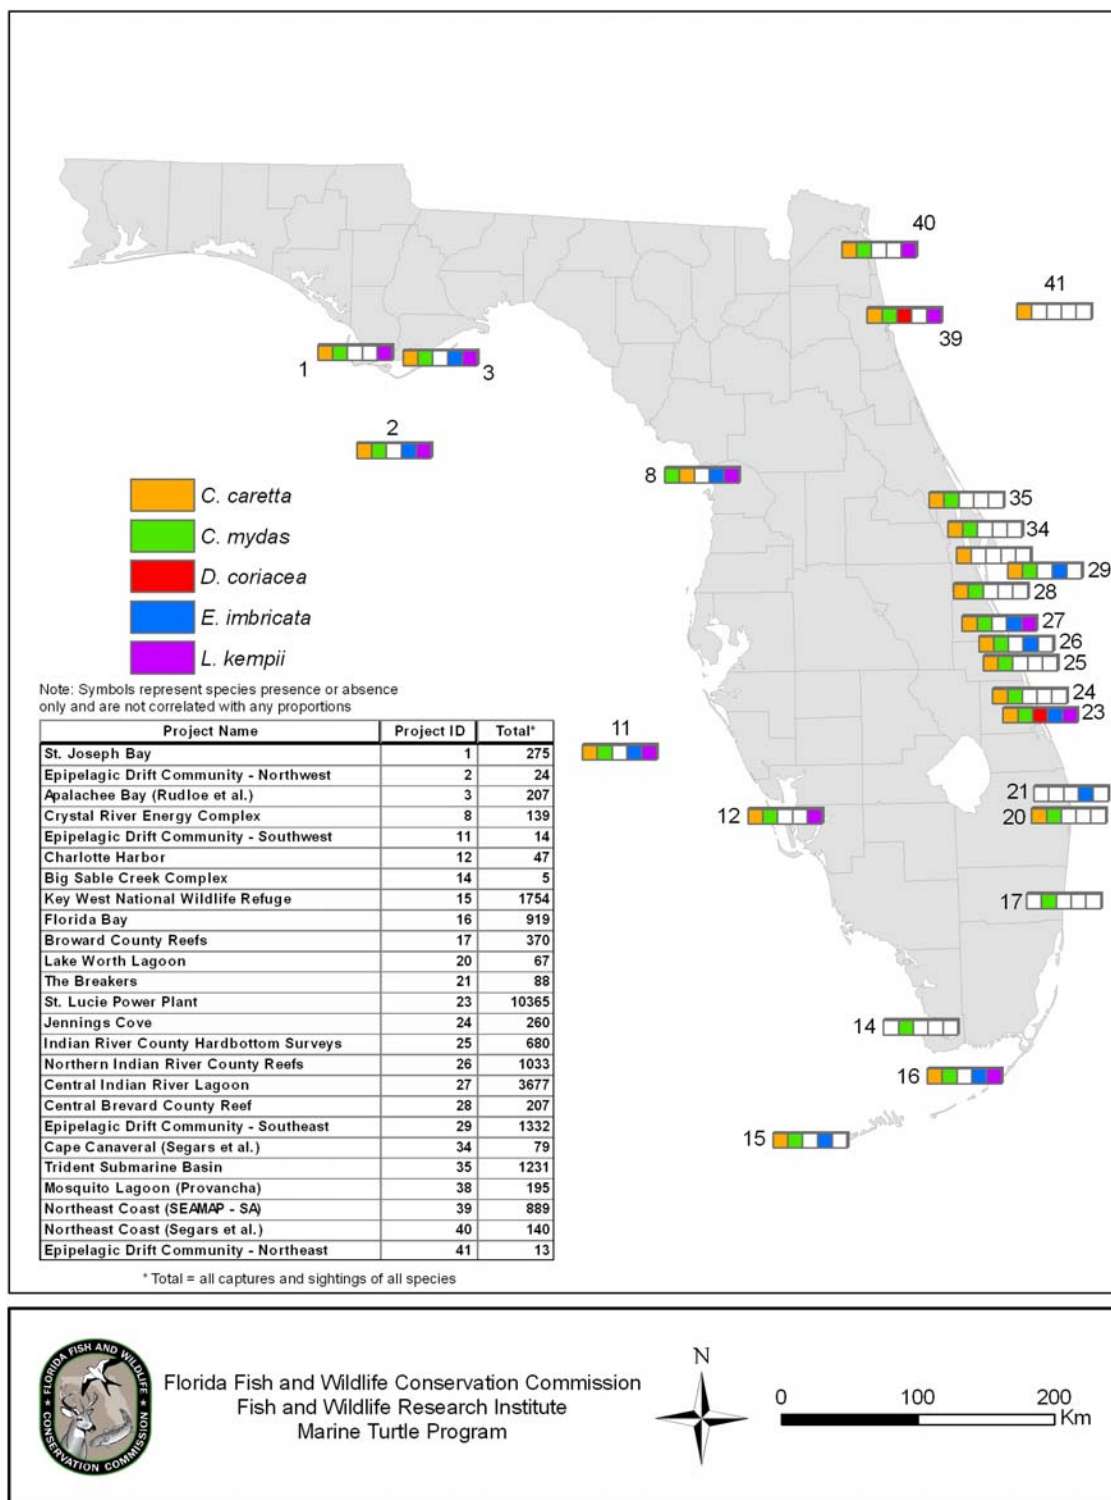 40
41
39
1
3
2
8
35
34
29
28
27
26
25
24
23
11
21
12
20
17
14
16
15
C. caretta
C. mydas
D. coriacea
E. imbricata
L. kempii
Note: Symbols represent species presence or absence
only and are not correlated with any proportions
Project Name Project ID Total*
St. Joseph Bay 1 275
Epipelagic Drift Community - Northwest 2 24
Apalachee Bay (Rudloe et al.) 3 207
Crystal River Energy Complex 8 139
Epipelagic Drift Community - Southwest 11 14
Charlotte Harbor 12 47
Big Sable Creek Complex 14 5
Key West National Wildlife Refuge 15 1754
Florida Bay 16 919
Broward County Reefs 17 370
Lake Worth Lagoon 20 67
The Breakers 21 88
St. Lucie Power Plant 23 10365
Jennings Cove 24 260
Indian River County Hardbottom Surveys 25 680
Northern Indian River County Reefs 26 1033
Central Indian River Lagoon 27 3677
Central Brevard County Reef 28 207
Epipelagic Drift Community - Southeast 29 1332
Cape Canaveral (Segars et al.) 34 79
Trident Submarine Basin 35 1231
Mosquito Lagoon (Provancha) 38 195
Northeast Coast (SEAMAP - SA) 39 889
Northeast Coast (Segars et al.) 40 140
Epipelagic Drift Community - Northeast 41 13
* Total = all captures and sightings of all species
FLORIDA FISH AND WILDLIFE
CONSERVATION COMMISSION
Florida Fish and Wildlife Conservation Commission
Fish and Wildlife Research Institute
Marine Turtle Program
N
0 100 200
Km